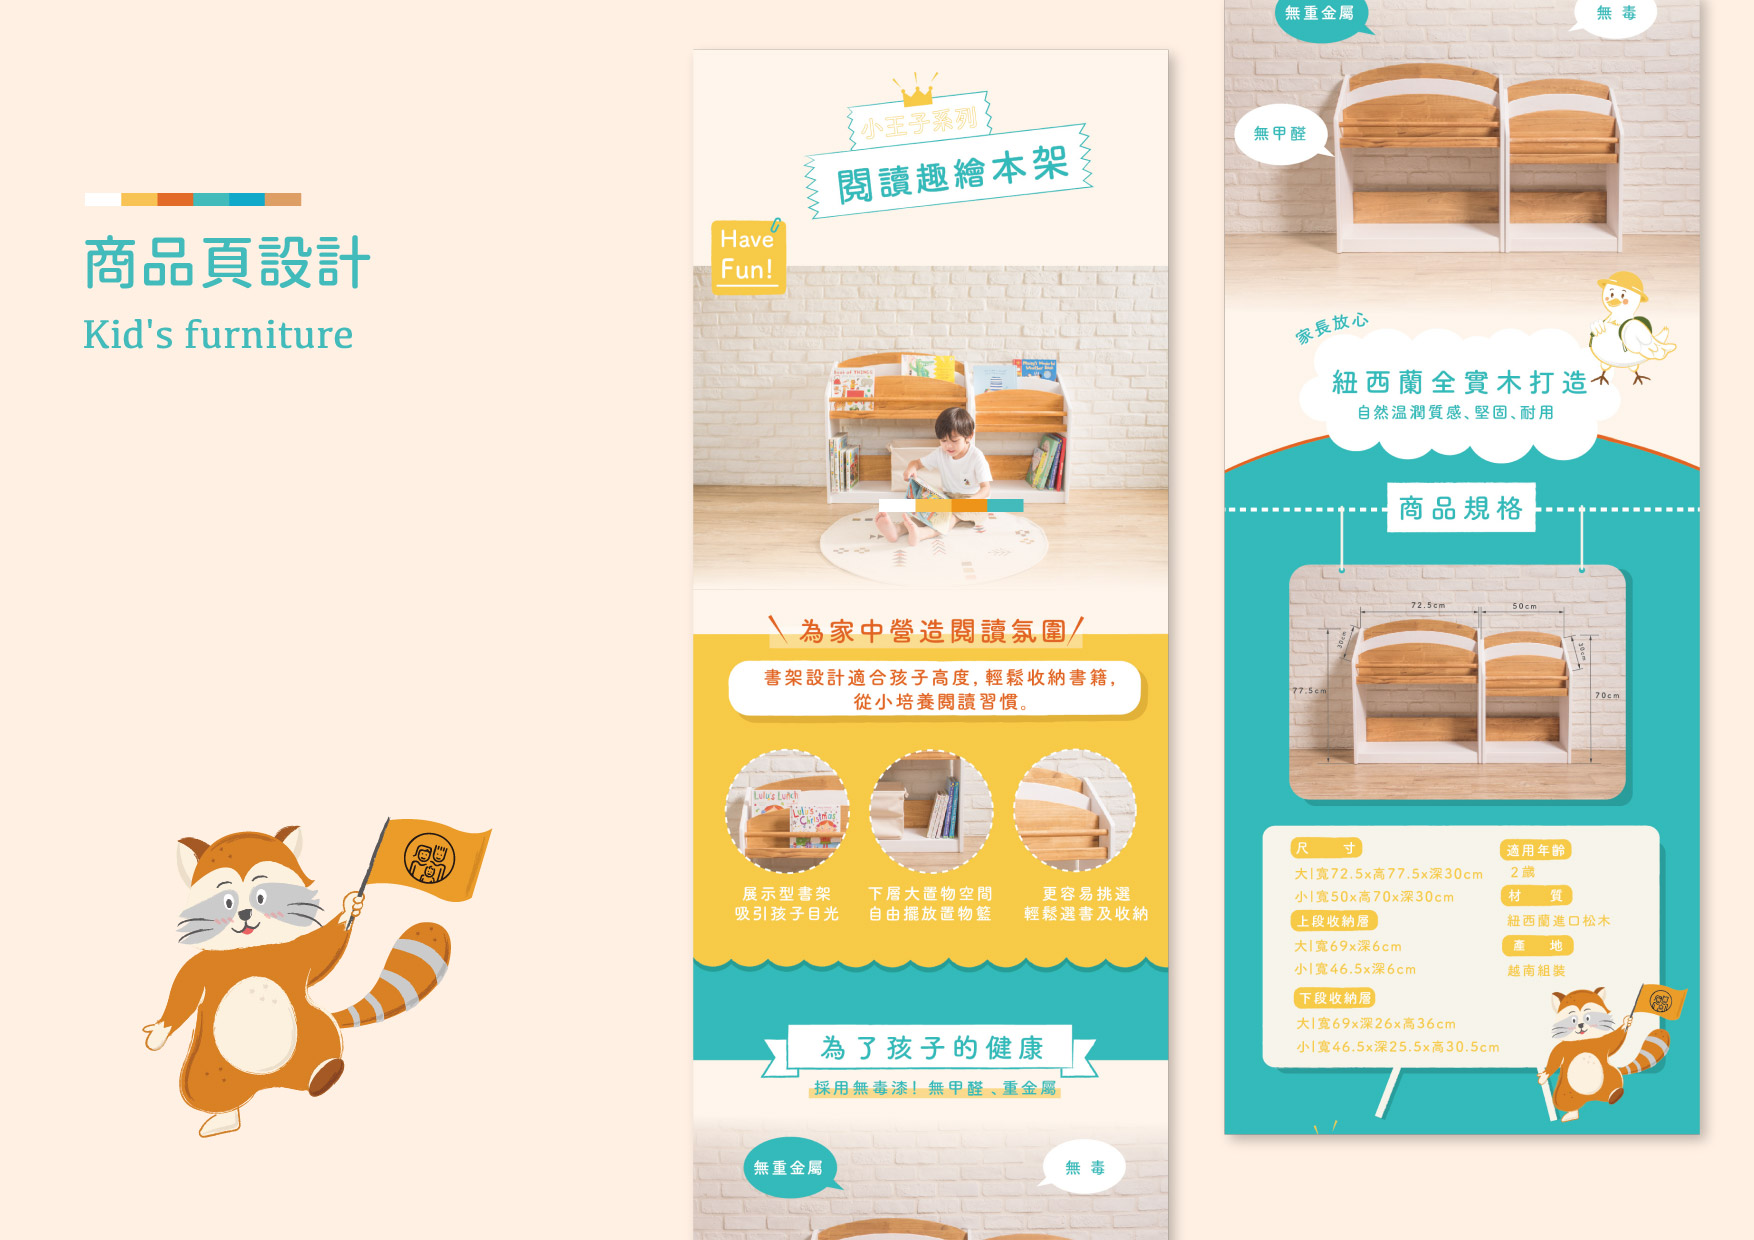 商品頁設計
Kid's furniture
小王子系列
閱讀趣繪本架
Have
Fun!
為家中營造閱讀氛圍
書架設計適合孩子高度, 輕鬆收納書籍,
從小培養閱讀習慣。
Lulu's Lunch
Lulu's
Christmas
展示型書架
吸引孩子目光
下層大置物空間
自由擺放置物籃
更容易挑選
輕鬆選書及收納
為了孩子的健康
採用無毒漆! 無甲醛、重金屬
無重金屬
無 毒
無重金屬
無 毒
無甲醛
家長放心
紐西蘭全實木打造
自然温潤質感、堅固、耐用
商品規格
72.5cm
50cm
30cm
30cm
77.5cm
70cm
尺 寸
大|寬72.5x高77.5x深30cm
小|寬50x高70x深30cm
上段收納層
大|寬69x深6cm
小|寬46.5x深6cm
下段收納層
大|寬69x深26x高36cm
小|寬46.5x深25.5x高30.5cm
適用年齡
2歲
材 質
紐西蘭進口松木
產 地
越南組裝